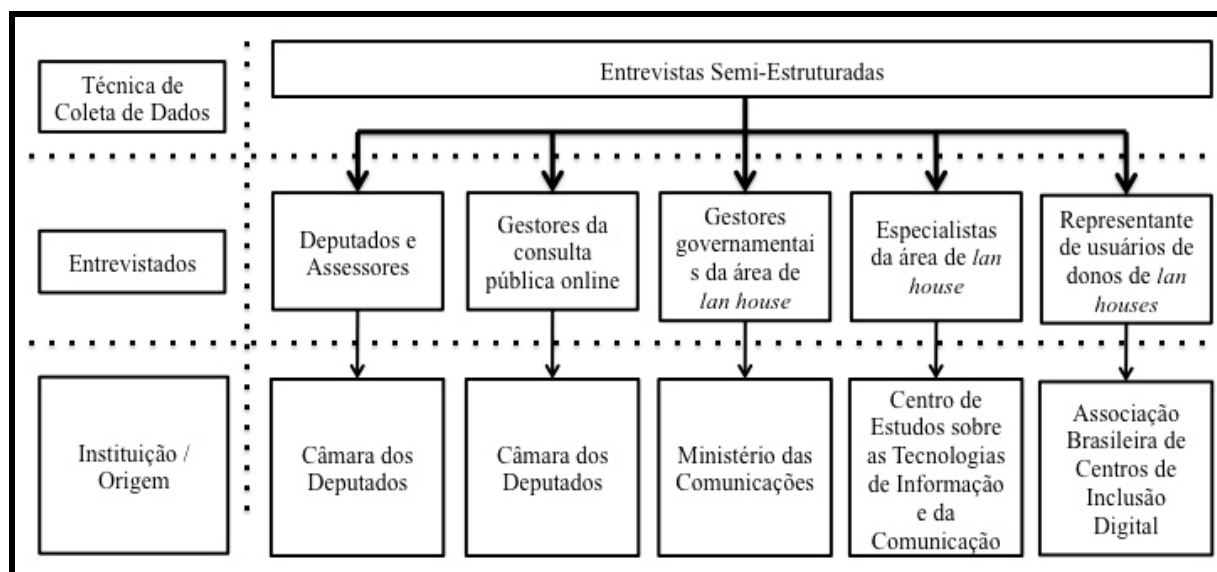 Técnica de
Coleta de Dados
Entrevistas Semi-Estruturadas
Entrevistados
Deputados e
Assessores
Gestores da
consulta
pública online
Gestores
governamentai
s da área de
lan house
Especialistas
da área de lan
house
Representante
de usuários de
donos de lan
houses
Instituição /
Origem
Câmara dos
Deputados
Câmara dos
Deputados
Ministério das
Comunicações
Centro de
Estudos sobre
as Tecnologias
de Informação
e da
Comunicação
Associação
Brasileira de
Centros de
Inclusão
Digital